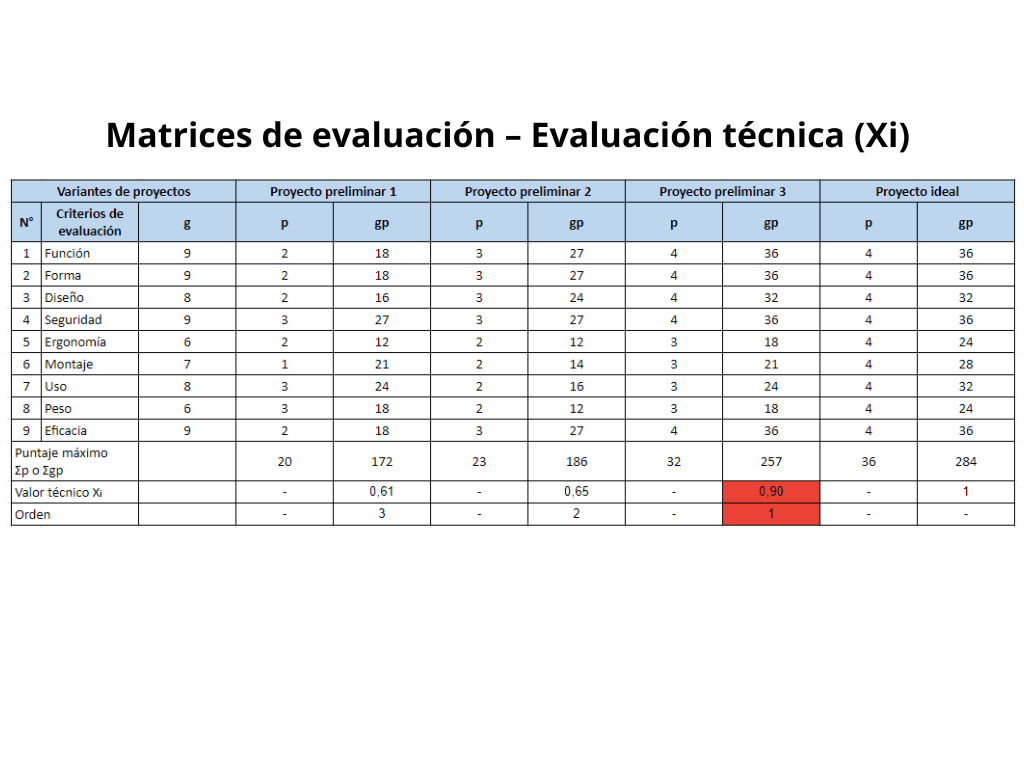 Matrices de evaluación – Evaluación técnica (Xi)
Variantes de proyectos Proyecto preliminar 1 Proyecto preliminar 2 Proyecto preliminar 3 Proyecto ideal
N° Criterios de evaluación g p gp p gp p gp p gp
1 Función 9 2 18 3 27 4 36 4 36
2 Forma 9 2 18 3 27 4 36 4 36
3 Diseño 8 2 16 3 24 4 32 4 32
4 Seguridad 9 3 27 3 27 4 36 4 36
5 Ergonomía 6 2 12 2 12 3 18 4 24
6 Montaje 7 1 21 2 14 3 21 4 28
7 Uso 8 3 24 2 16 3 24 4 32
8 Peso 6 3 18 2 12 3 18 4 24
9 Eficacia 9 2 18 3 27 4 36 4 36
Puntaje máximo Σp o Σgp 20 172 23 186 32 257 36 284
Valor técnico Xi - 0,61 - 0,65 - 0,90 - 1
Orden - 3 - 2 - 1 - -